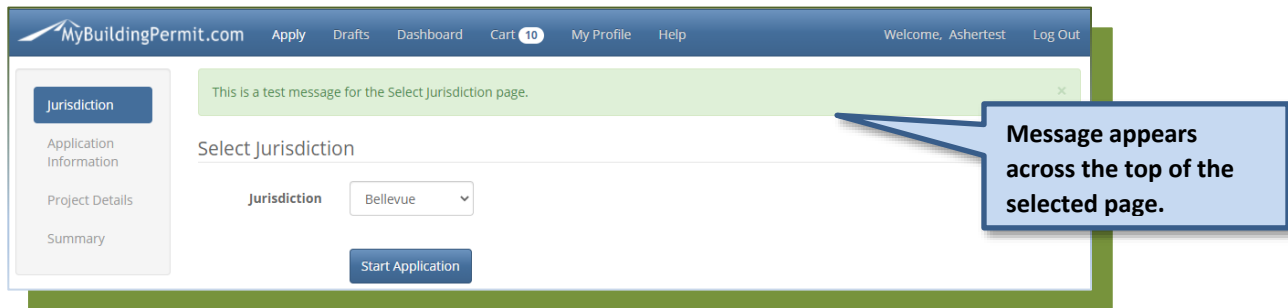 MyBuildingPermit.com Apply Drafts Dashboard Cart 10 My Profile Help Welcome, Ashertest Log Out
Jurisdiction
Application
Information
Project Details
Summary
This is a test message for the Select Jurisdiction page. ×
Select Jurisdiction
Jurisdiction Bellevue
Start Application
Message appears
across the top of the
selected page.